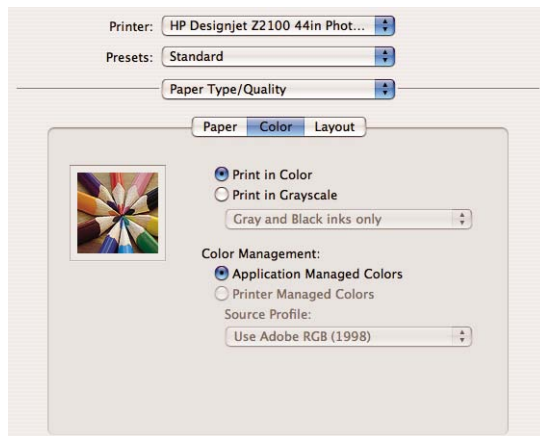 Printer: HP Designjet Z2100 44in Phot...
Presets: Standard
Paper Type/Quality
Paper Color Layout
Print in Color
Print in Grayscale
Gray and Black inks only
Color Management:
Application Managed Colors
Printer Managed Colors
Source Profile:
Use Adobe RGB (1998)